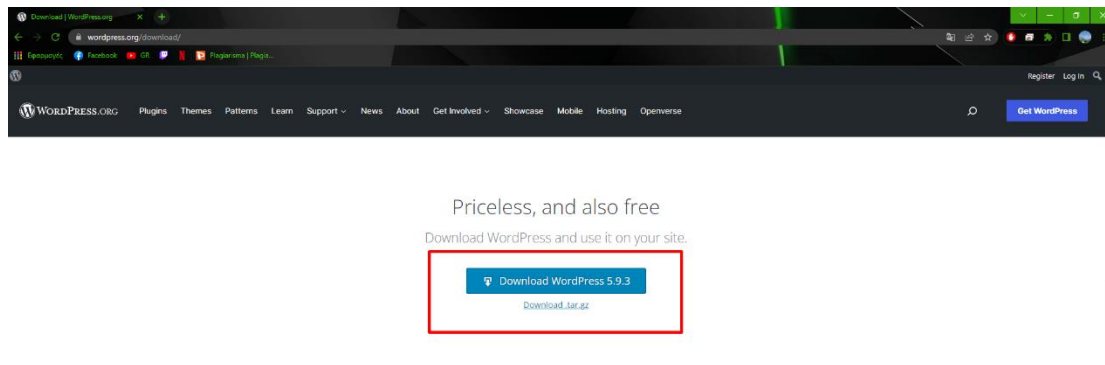 Download | WordPress.org
wordpress.org/download/
Εφαρμογές Facebook GR Plagiarisma | Plagia...
Register Log In
WORDPRESS.ORG Plugins Themes Patterns Learn Support News About Get Involved Showcase Mobile Hosting Openverse Get WordPress
Priceless, and also free
Download WordPress and use it on your site.
Download WordPress 5.9.3
Download .tar.gz